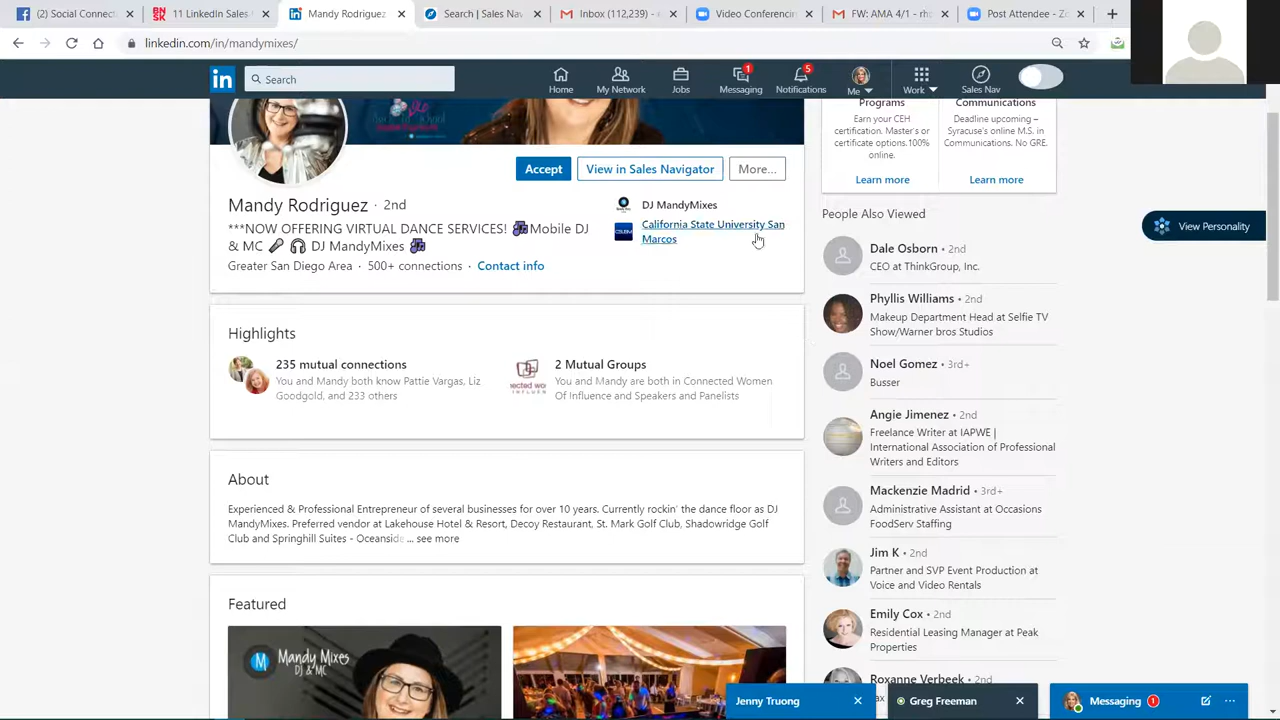 (2) Social Connect
11 LinkedIn Sales
Mandy Rodriguez
Search | Sales Nav
Inbox (112,239) -
Video Conferencing
FW: AMA 4/1 -
Post Attendee - Zo
linkedin.com/in/mandymixes/
in
Search
Home
My Network
Jobs
1
Messaging
5
Notifications
Me
Work
Sales Nav
Accept
View in Sales Navigator
More...
Mandy Rodriguez · 2nd
***NOW OFFERING VIRTUAL DANCE SERVICES! Mobile DJ
& MC DJ MandyMixes
Greater San Diego Area · 500+ connections · Contact info
DJ MandyMixes
California State University San
Marcos
Highlights
235 mutual connections
You and Mandy both know Pattie Vargas, Liz
Goodgold, and 233 others
2 Mutual Groups
You and Mandy are both in Connected Women
Of Influence and Speakers and Panelists
About
Experienced & Professional Entrepreneur of several businesses for over 10 years. Currently rockin' the dance floor as DJ
MandyMixes. Preferred vendor at Lakehouse Hotel & Resort, Decoy Restaurant, St. Mark Golf Club, Shadowridge Golf
Club and Springhill Suites - Oceanside ... see more
Featured
Mandy Mixes
DJ & MC
Programs
Earn your CEH
certification. Master's or
certificate options.100%
online.
Learn more
Communications
Deadline upcoming –
Syracuse's online M.S. in
Communications. No GRE.
Learn more
People Also Viewed
Dale Osborn · 2nd
CEO at ThinkGroup, Inc.
Phyllis Williams · 2nd
Makeup Department Head at Selfie TV
Show/Warner bros Studios
Noel Gomez · 3rd+
Busser
Angie Jimenez · 2nd
Freelance Writer at IAPWE |
International Association of Professional
Writers and Editors
Mackenzie Madrid · 3rd+
Administrative Assistant at Occasions
FoodServ Staffing
Jim K · 2nd
Partner and SVP Event Production at
Voice and Video Rentals
Emily Cox · 2nd
Residential Leasing Manager at Peak
Properties
Roxanne Verbeek · 2nd
View Personality
Jenny Truong
Greg Freeman
Messaging 1